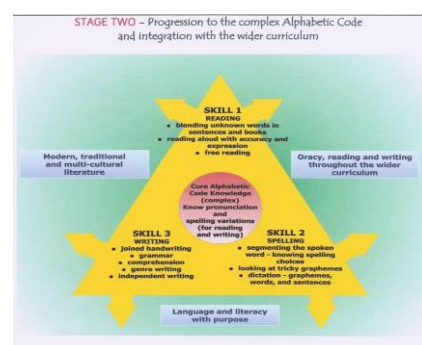 STAGE TWO – Progression to the complex Alphabetic Code
and integration with the wider curriculum
SKILL 1
READING
• blending unknown words in
sentences and books
• reading aloud with accuracy and
expression
• free reading
Modern, traditional
and multi-cultural
literature
Oracy, reading and writing
throughout the wider
curriculum
Core Alphabetic
Code Knowledge
(complex)
Know pronunciation
and
spelling variations
(for reading
and writing)
SKILL 3
WRITING
• joined handwriting
• grammar
• comprehension
• genre writing
• independent writing
SKILL 2
SPELLING
• segmenting the spoken
word - knowing spelling
choices
• looking at tricky graphemes
• dictation - graphemes,
words, and sentences
Language and literacy
with purpose